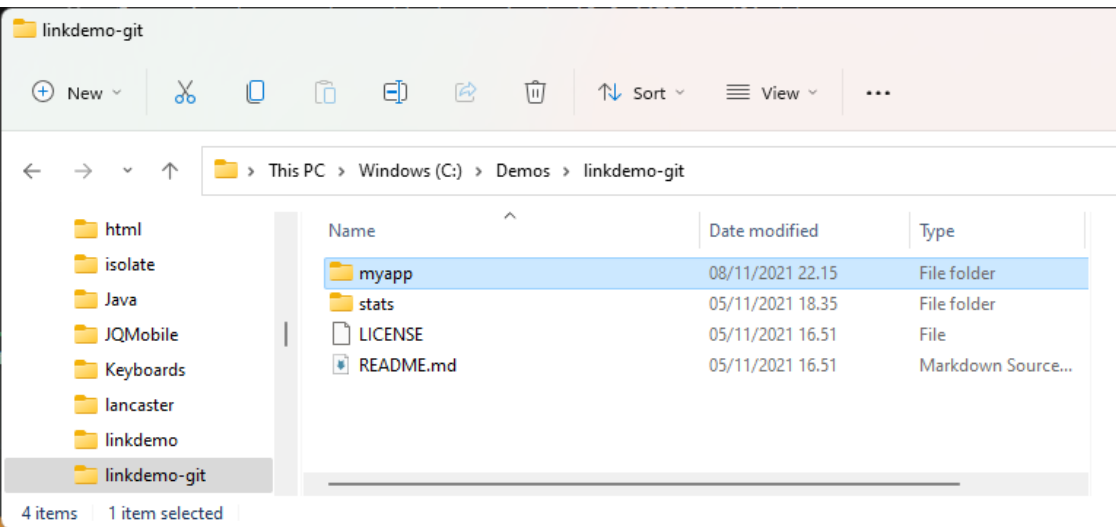 linkdemo-git
New Sort View ...
This PC > Windows (C:) > Demos > linkdemo-git
html
isolate
Java
JQMobile
Keyboards
lancaster
linkdemo
linkdemo-git
Name Date modified Type
myapp 08/11/2021 22.15 File folder
stats 05/11/2021 18.35 File folder
LICENSE 05/11/2021 16.51 File
README.md 05/11/2021 16.51 Markdown Source...
4 items 1 item selected